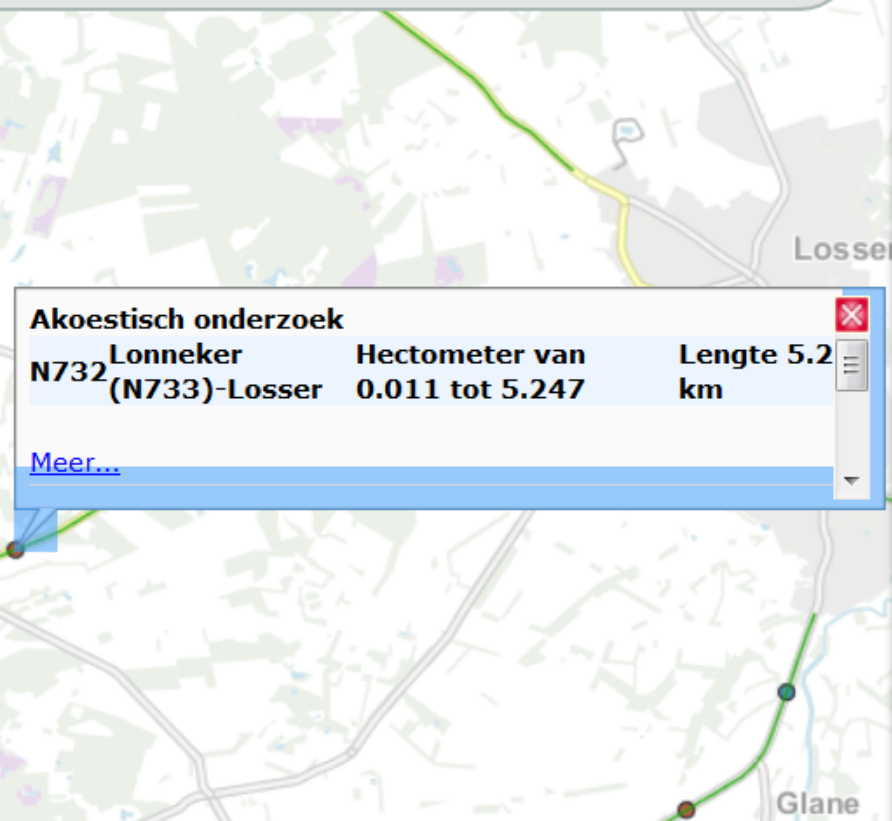 Losser
Akoestisch onderzoek
N732 Lonneker (N733)-Losser Hectometer van 0.011 tot 5.247 Lengte 5.2 km
Meer...
Glane